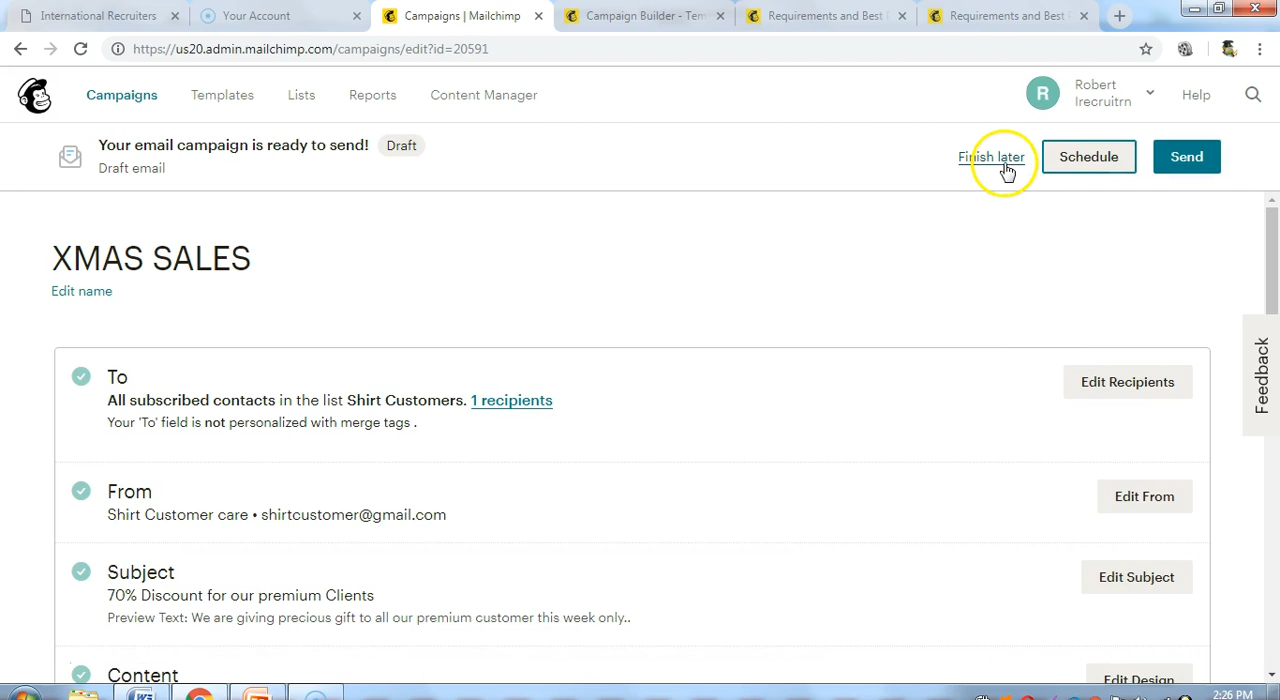 International Recruiters
Your Account
Campaigns | Mailchimp
Campaign Builder - Tem
Requirements and Best
Requirements and Best
https://us20.admin.mailchimp.com/campaigns/edit?id=20591
Campaigns Templates Lists Reports Content Manager
R
Robert
Irecruitrn
Help
Your email campaign is ready to send! Draft
Draft email
Finish later
Schedule
Send
XMAS SALES
Edit name
To
All subscribed contacts in the list Shirt Customers. 1 recipients
Your 'To' field is not personalized with merge tags .
Edit Recipients
From
Shirt Customer care • shirtcustomer@gmail.com
Edit From
Subject
70% Discount for our premium Clients
Preview Text: We are giving precious gift to all our premium customer this week only..
Edit Subject
Content
Edit Design
Feedback
2:26 PM